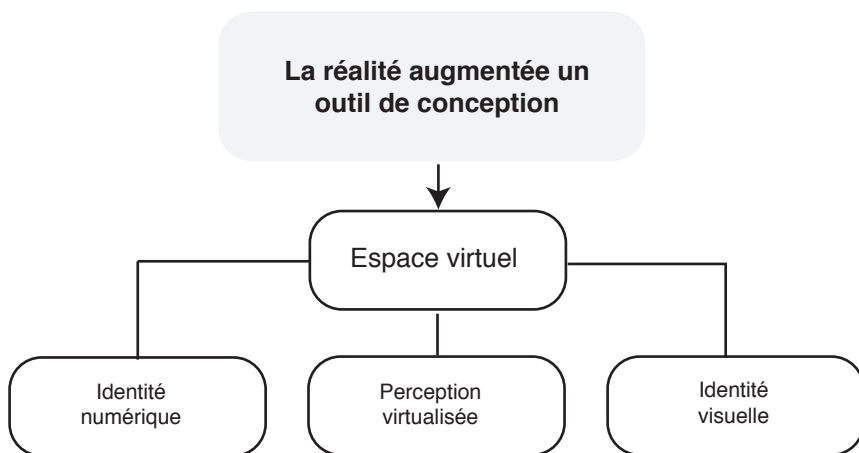 La réalité augmentée un
outil de conception
Espace virtuel
Identité
numérique
Perception
virtualisée
Identité
visuelle